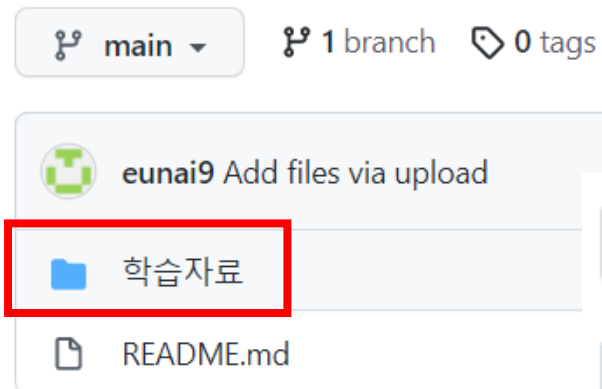 main 1 branch 0 tags
eunai9 Add files via upload
학습자료
README.md